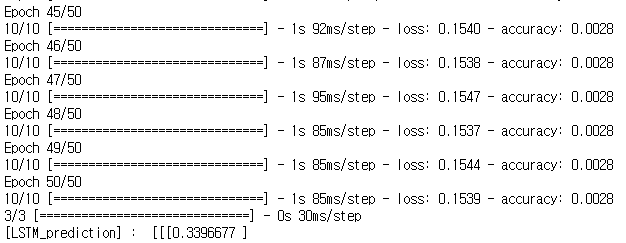 Epoch 45/50
10/10 [==============================] - 1s 92ms/step - loss: 0.1540 - accuracy: 0.0028
Epoch 46/50
10/10 [==============================] - 1s 87ms/step - loss: 0.1538 - accuracy: 0.0028
Epoch 47/50
10/10 [==============================] - 1s 95ms/step - loss: 0.1547 - accuracy: 0.0028
Epoch 48/50
10/10 [==============================] - 1s 85ms/step - loss: 0.1537 - accuracy: 0.0028
Epoch 49/50
10/10 [==============================] - 1s 85ms/step - loss: 0.1544 - accuracy: 0.0028
Epoch 50/50
10/10 [==============================] - 1s 85ms/step - loss: 0.1539 - accuracy: 0.0028
3/3 [==============================] - 0s 30ms/step
[LSTM_prediction] :  [[[0.3396677 ]